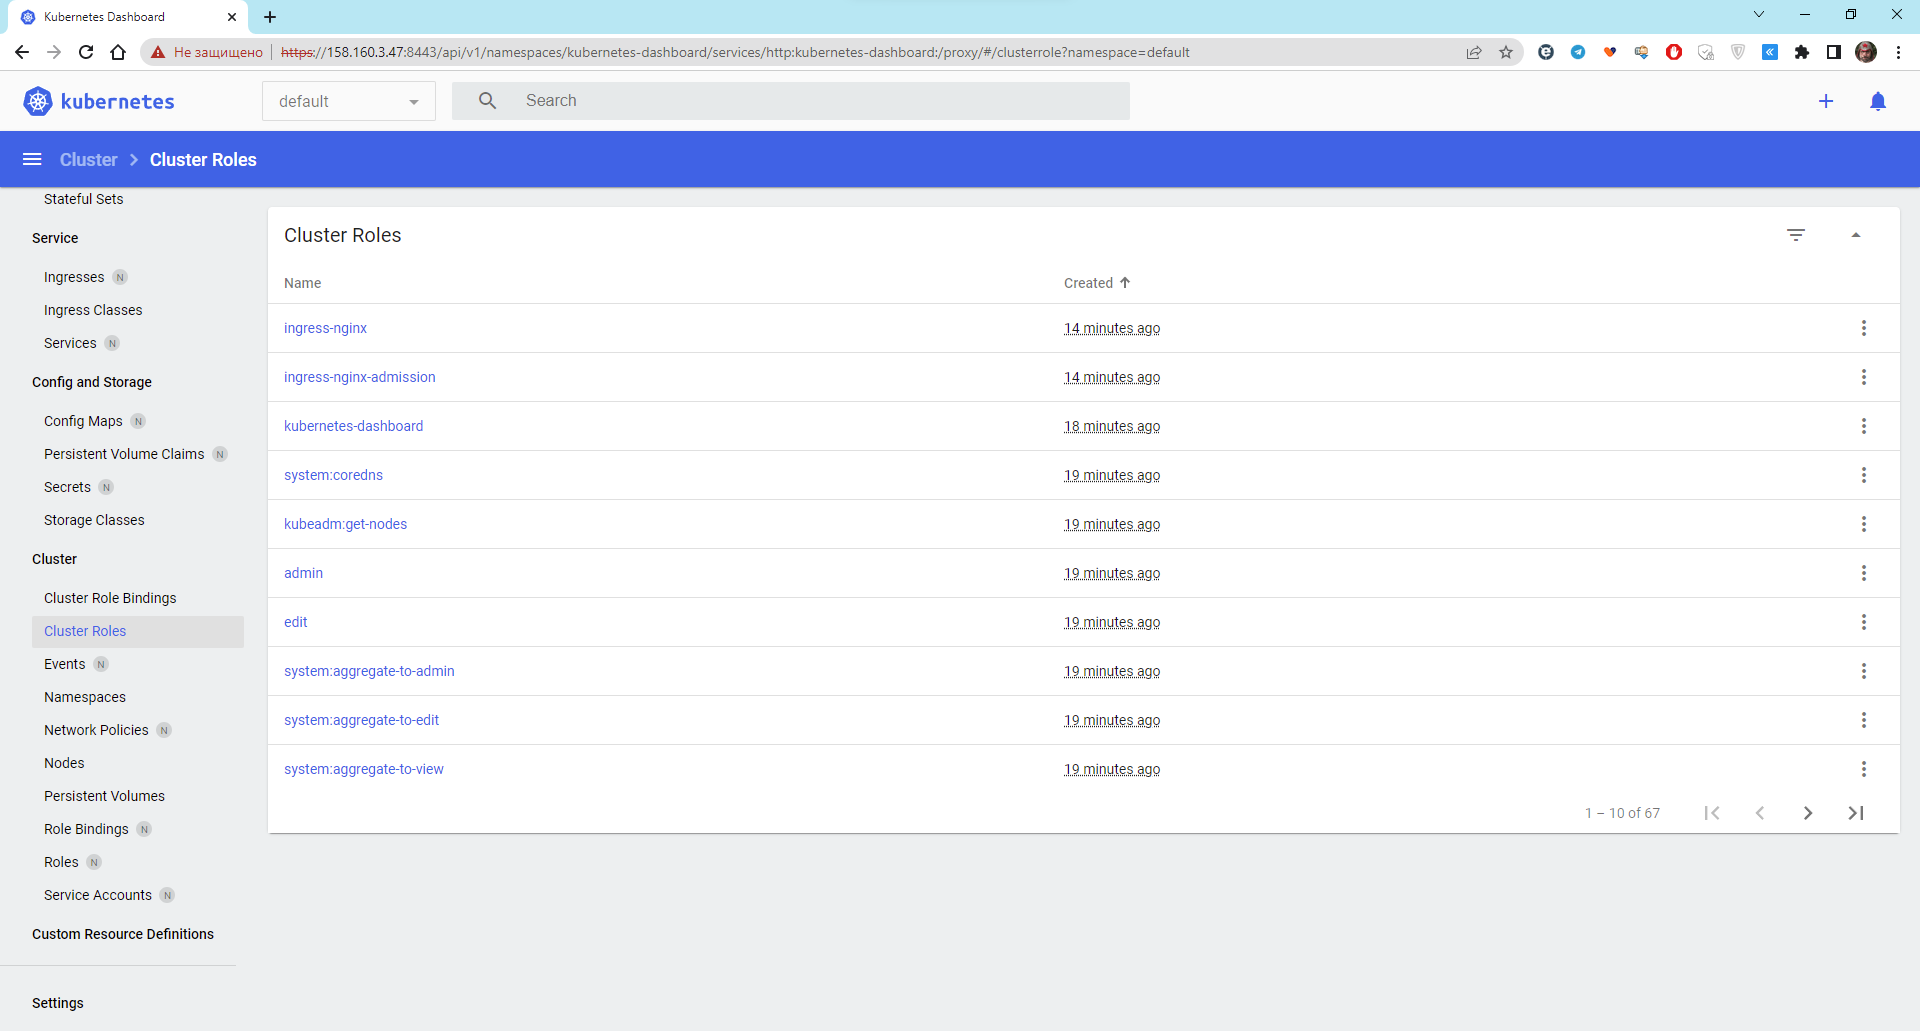 Kubernetes Dashboard
Не защищено https://158.160.3.47:8443/api/v1/namespaces/kubernetes-dashboard/services/http:kubernetes-dashboard:/proxy/#/clusterrole?namespace=default
kubernetes
default
Search
Cluster
Cluster Roles
Stateful Sets
Service
Ingresses N
Ingress Classes
Services N
Config and Storage
Config Maps N
Persistent Volume Claims N
Secrets N
Storage Classes
Cluster
Cluster Role Bindings
Cluster Roles
Events N
Namespaces
Network Policies N
Nodes
Persistent Volumes
Role Bindings N
Roles N
Service Accounts N
Custom Resource Definitions
Settings
Cluster Roles
Name Created
ingress-nginx 14 minutes ago
ingress-nginx-admission 14 minutes ago
kubernetes-dashboard 18 minutes ago
system:coredns 19 minutes ago
kubeadm:get-nodes 19 minutes ago
admin 19 minutes ago
edit 19 minutes ago
system:aggregate-to-admin 19 minutes ago
system:aggregate-to-edit 19 minutes ago
system:aggregate-to-view 19 minutes ago
1 – 10 of 67